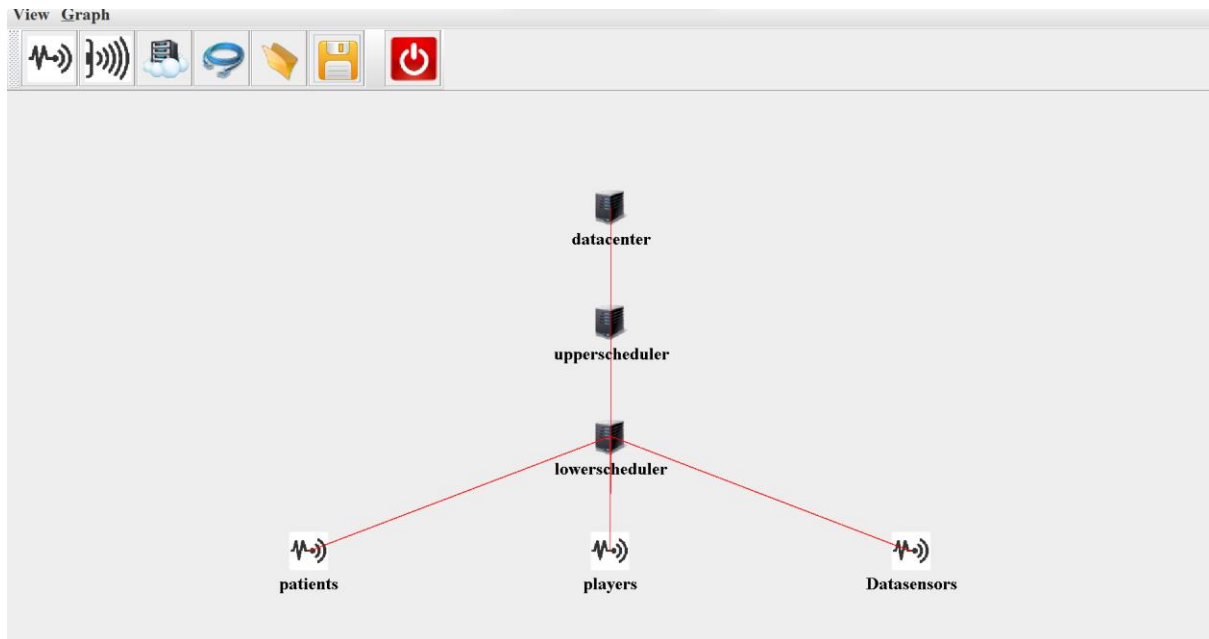 View Graph
datacenter
upperscheduler
lowerscheduler
patients players Datasensors